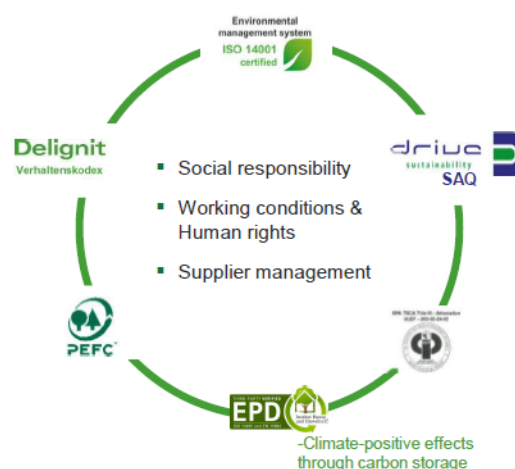 Environmental
management system
ISO 14001
certified
Delignit
Verhaltenskodex
drive
sustainability
SAQ
▪ Social responsibility
▪ Working conditions &
Human rights
▪ Supplier management
PEFC
EPD
-Climate-positive effects
through carbon storage